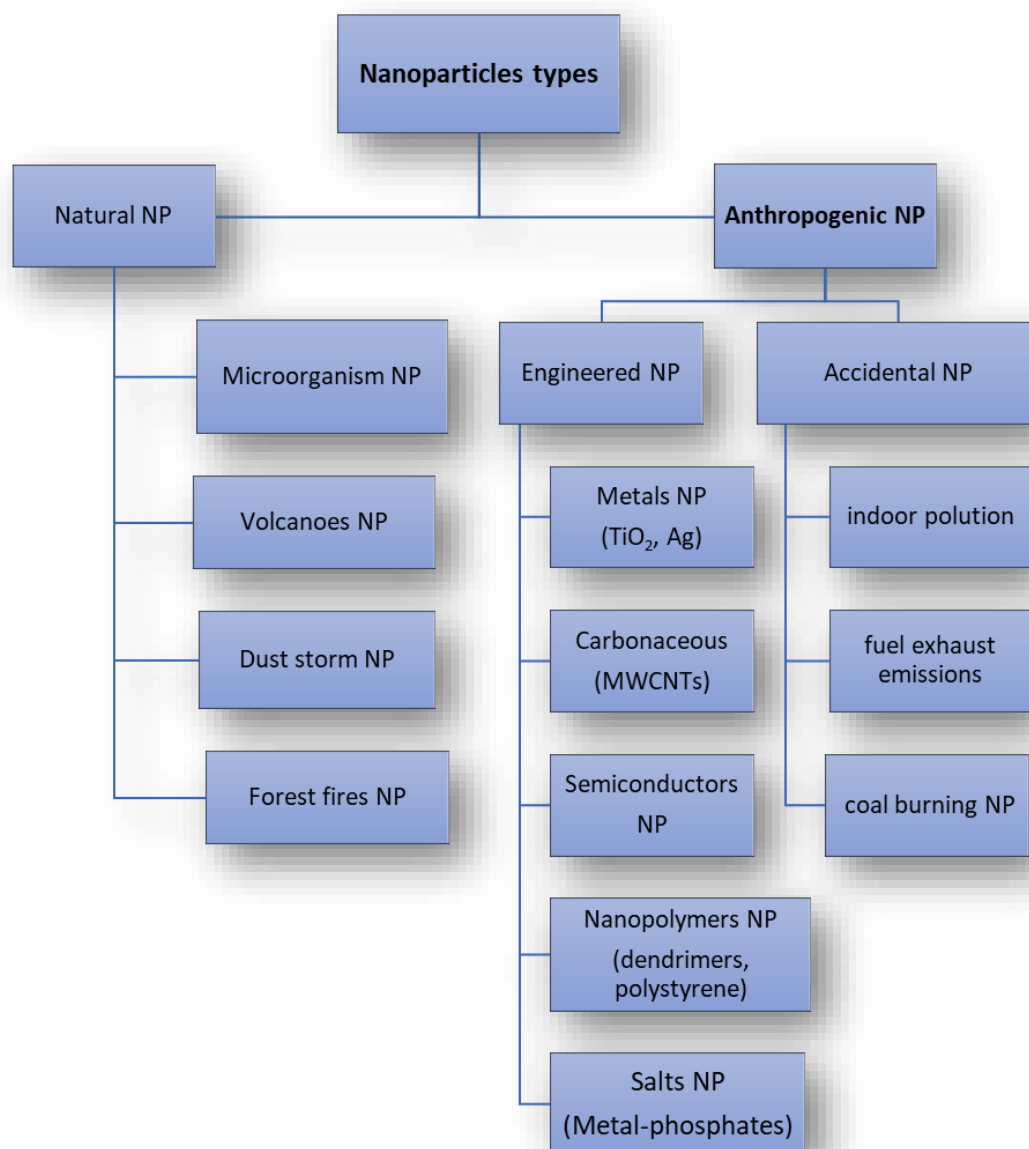 Nanoparticles types
Natural NP
Anthropogenic NP
Microorganism NP
Volcanoes NP
Dust storm NP
Forest fires NP
Engineered NP
Metals NP
(TiO₂, Ag)
Carbonaceous
(MWCNTs)
Semiconductors
NP
Nanopolymers NP
(dendrimers,
polystyrene)
Salts NP
(Metal-phosphates)
Accidental NP
indoor polution
fuel exhaust
emissions
coal burning NP